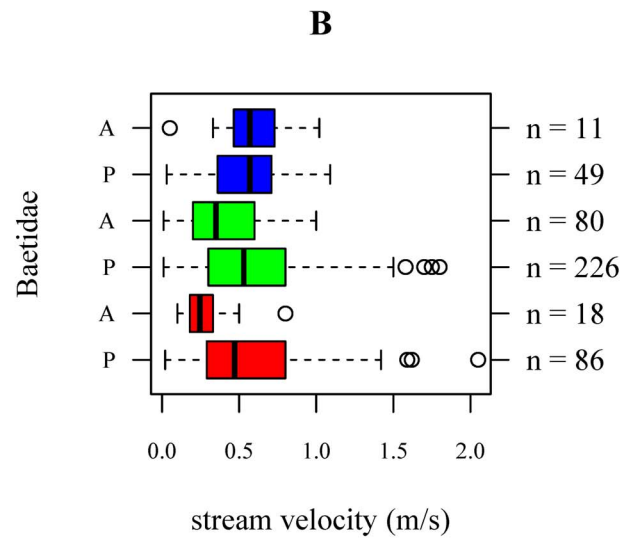 B
Baetidae
A n = 11
P n = 49
A n = 80
P n = 226
A n = 18
P n = 86
0.0 0.5 1.0 1.5 2.0
stream velocity (m/s)